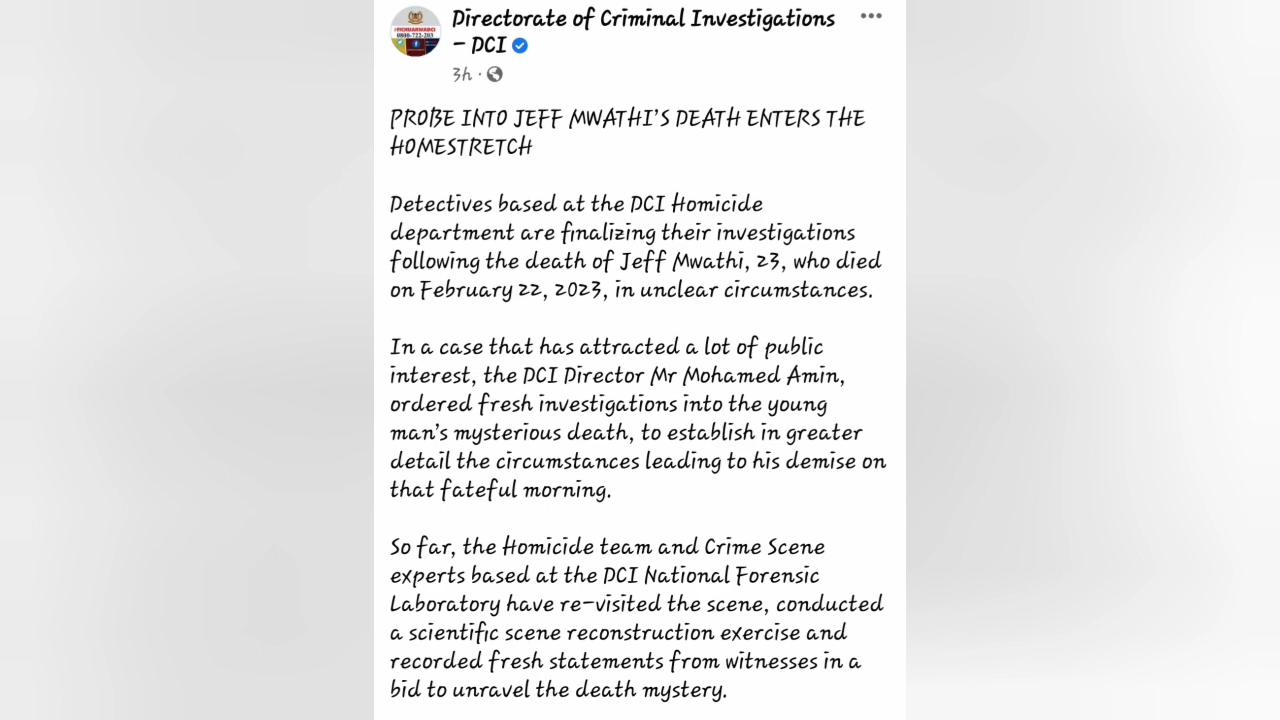 #FICHUAKWADCI
0800-722-203
Directorate of Criminal Investigations
– DCI
3h ·
PROBE INTO JEFF MWATHI'S DEATH ENTERS THE
HOMESTRETCH
Detectives based at the DCI Homicide
department are finalizing their investigations
following the death of Jeff Mwathi, 23, who died
on February 22, 2023, in unclear circumstances.
In a case that has attracted a lot of public
interest, the DCI Director Mr Mohamed Amin,
ordered fresh investigations into the young
man's mysterious death, to establish in greater
detail the circumstances leading to his demise on
that fateful morning.
So far, the Homicide team and Crime Scene
experts based at the DCI National Forensic
Laboratory have re-visited the scene, conducted
a scientific scene reconstruction exercise and
recorded fresh statements from witnesses in a
bid to unravel the death mystery.